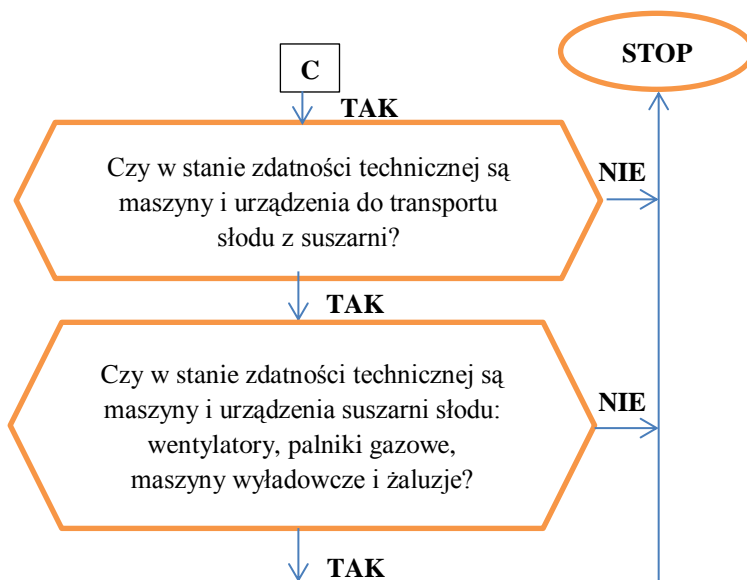 STOP
C
TAK
Czy w stanie zdatności technicznej są
maszyny i urządzenia do transportu
słodu z suszarni?
NIE
TAK
Czy w stanie zdatności technicznej są
maszyny i urządzenia suszarni słodu:
wentylatory, palniki gazowe,
maszyny wyładowcze i żaluzje?
NIE
TAK